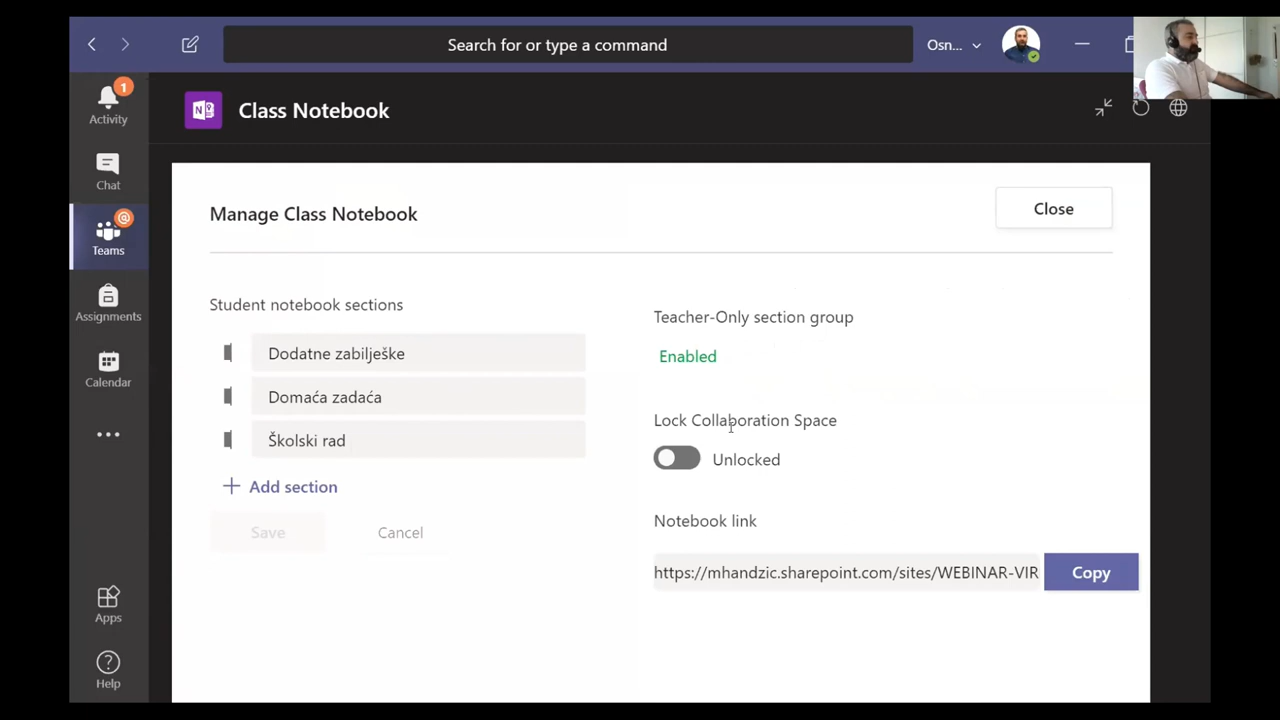 Search for or type a command
Osn...
1
Activity
Chat
@
Teams
Assignments
Calendar
Apps
Help
N
Class Notebook
Manage Class Notebook
Close
Student notebook sections
Dodatne zabilješke
Domaća zadaća
Školski rad
+ Add section
Save
Cancel
Teacher-Only section group
Enabled
Lock Collaboration Space
Unlocked
Notebook link
https://mhandzic.sharepoint.com/sites/WEBINAR-VIR
Copy